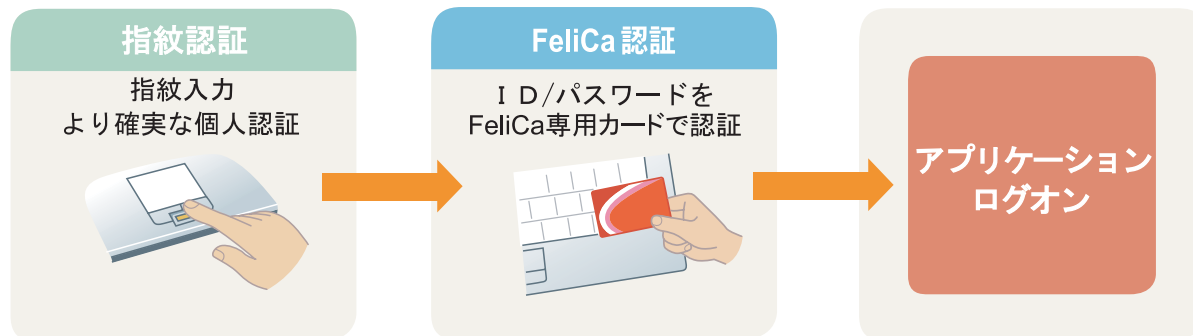 指紋認証
指紋入力
より確実な個人認証
FeliCa 認証
ＩＤ/パスワードを
FeliCa専用カードで認証
アプリケーション
ログオン